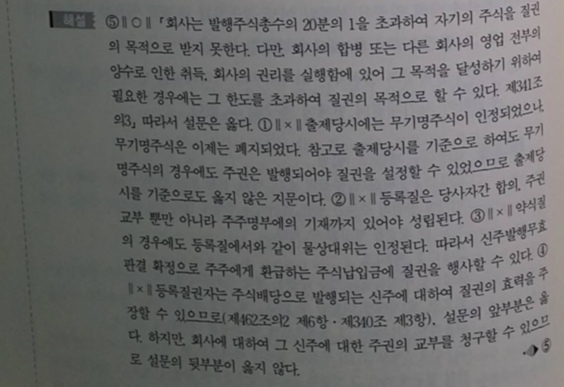 해설 ⑤∥○∥「회사는 발행주식총수의 20분의 1을 초과하여 자기의 주식을 질권
의 목적으로 받지 못한다. 다만, 회사의 합병 또는 다른 회사의 영업 전부의
양수로 인한 취득, 회사의 권리를 실행함에 있어 그 목적을 달성하기 위하여
필요한 경우에는 그 한도를 초과하여 질권의 목적으로 할 수 있다. 제341조
의3」 따라서 설문은 옳다. ①∥×∥출제당시에는 무기명주식이 인정되었으나,
무기명주식은 이제는 폐지되었다. 참고로 출제당시를 기준으로 하여도 무기
명주식의 경우에도 주권은 발행되어야 질권을 설정할 수 있었으므로 출제당
시를 기준으로도 옳지 않은 지문이다. ②∥×∥등록질은 당사자간 합의, 주권
교부 뿐만 아니라 주주명부에의 기재까지 있어야 성립된다. ③∥×∥약식질
의 경우에도 등록질에서와 같이 물상대위는 인정된다. 따라서 신주발행무효
판결 확정으로 주주에게 환급하는 주식납입금에 질권을 행사할 수 있다. ④
∥×∥등록질권자는 주식배당으로 발행되는 신주에 대하여 질권의 효력을 주
장할 수 있으므로(제462조의2 제6항·제340조 제3항), 설문의 앞부분은 옳
다. 하지만, 회사에 대하여 그 신주에 대한 주권의 교부를 청구할 수 있으므
로 설문의 뒷부분이 옳지 않다.
⑤